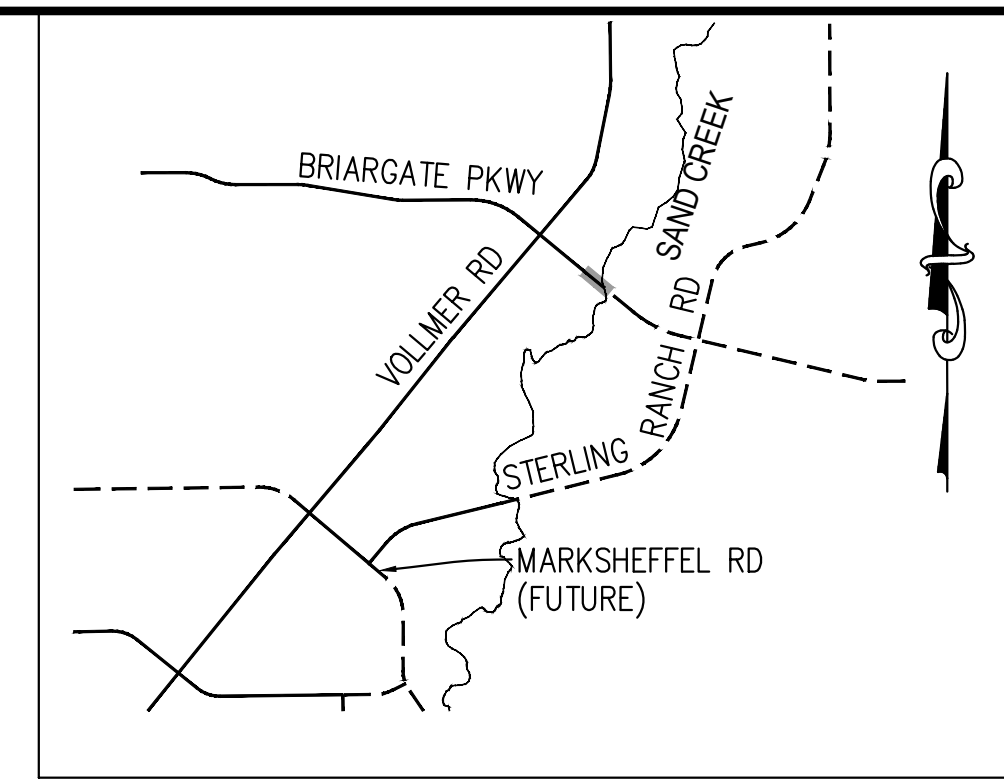 BRIARGATE PKWY
SAND CREEK
VOLLMER RD
STERLING RANCH RD
MARKSHEFFEL RD
(FUTURE)